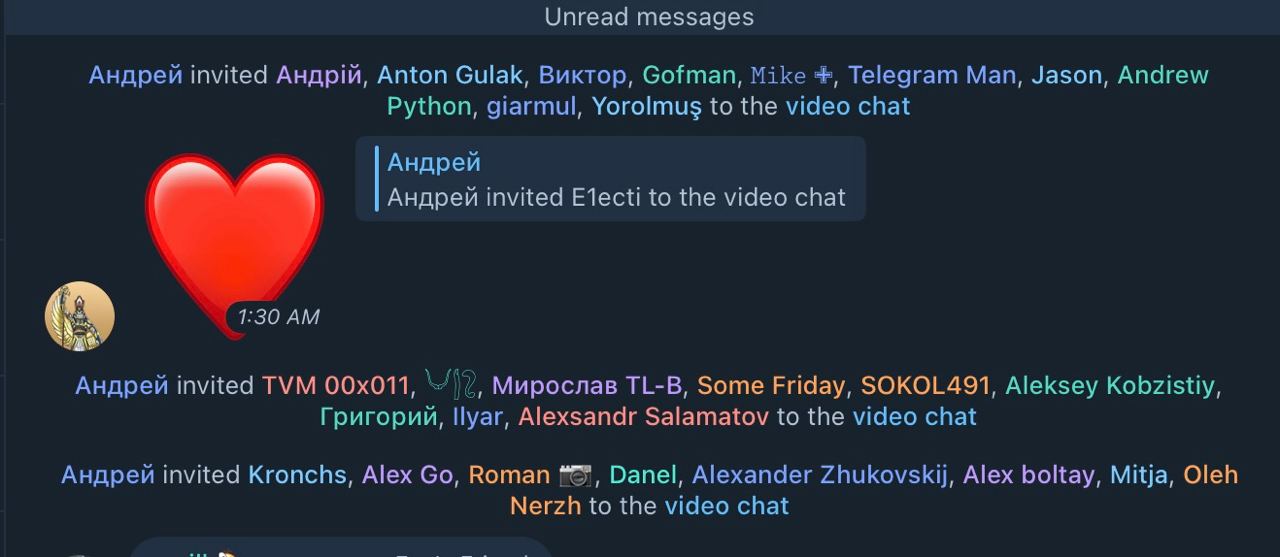 Unread messages
Андрей invited Андрій, Anton Gulak, Виктор, Gofman, Mike ✙, Telegram Man, Jason, Andrew
Python, giarmul, Yorolmuş to the video chat
Андрей
Андрей invited E1ecti to the video chat
1:30 AM
Андрей invited TVM 00x011, Мирослав TL-B, Some Friday, SOKOL491, Aleksey Kobzistiy,
Григорий, Ilyar, Alexsandr Salamatov to the video chat
Андрей invited Kronchs, Alex Go, Roman 📷, Danel, Alexander Zhukovskij, Alex boltay, Mitja, Oleh
Nerzh to the video chat